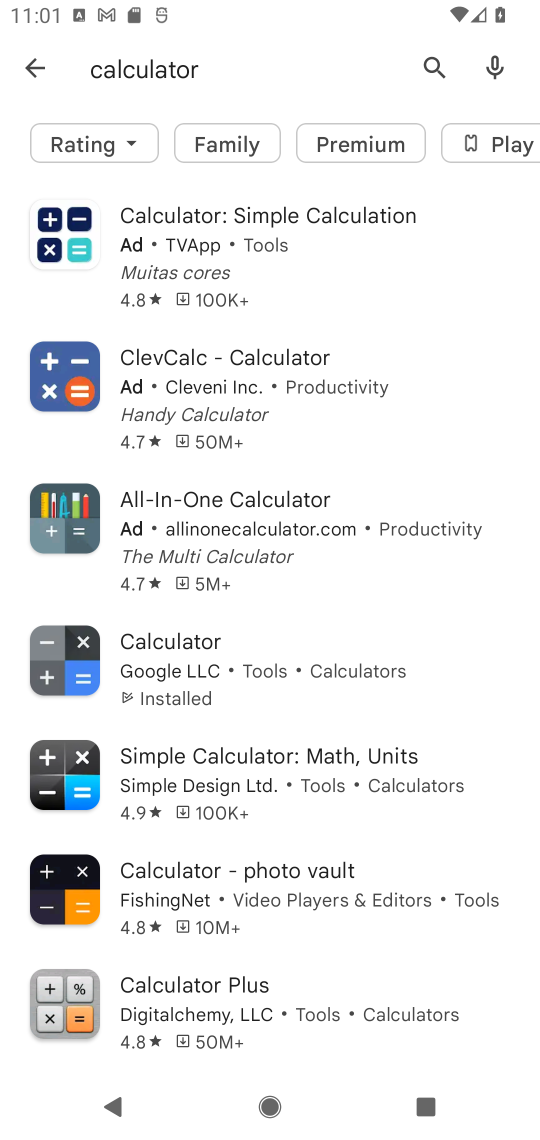 11:01
calculator
Rating
Family
Premium
Play
Calculator: Simple Calculation
Ad • TVApp • Tools
Muitas cores
4.8★ 100K+
ClevCalc - Calculator
Ad • Cleveni Inc. • Productivity
Handy Calculator
4.7★ 50M+
All-In-One Calculator
Ad • allinonecalculator.com • Productivity
The Multi Calculator
4.7★ 5M+
Calculator
Google LLC • Tools • Calculators
Installed
Simple Calculator: Math, Units
Simple Design Ltd. • Tools • Calculators
4.9★ 100K+
Calculator - photo vault
FishingNet • Video Players & Editors • Tools
4.8★ 10M+
Calculator Plus
Digitalchemy, LLC • Tools • Calculators
4.8★ 50M+